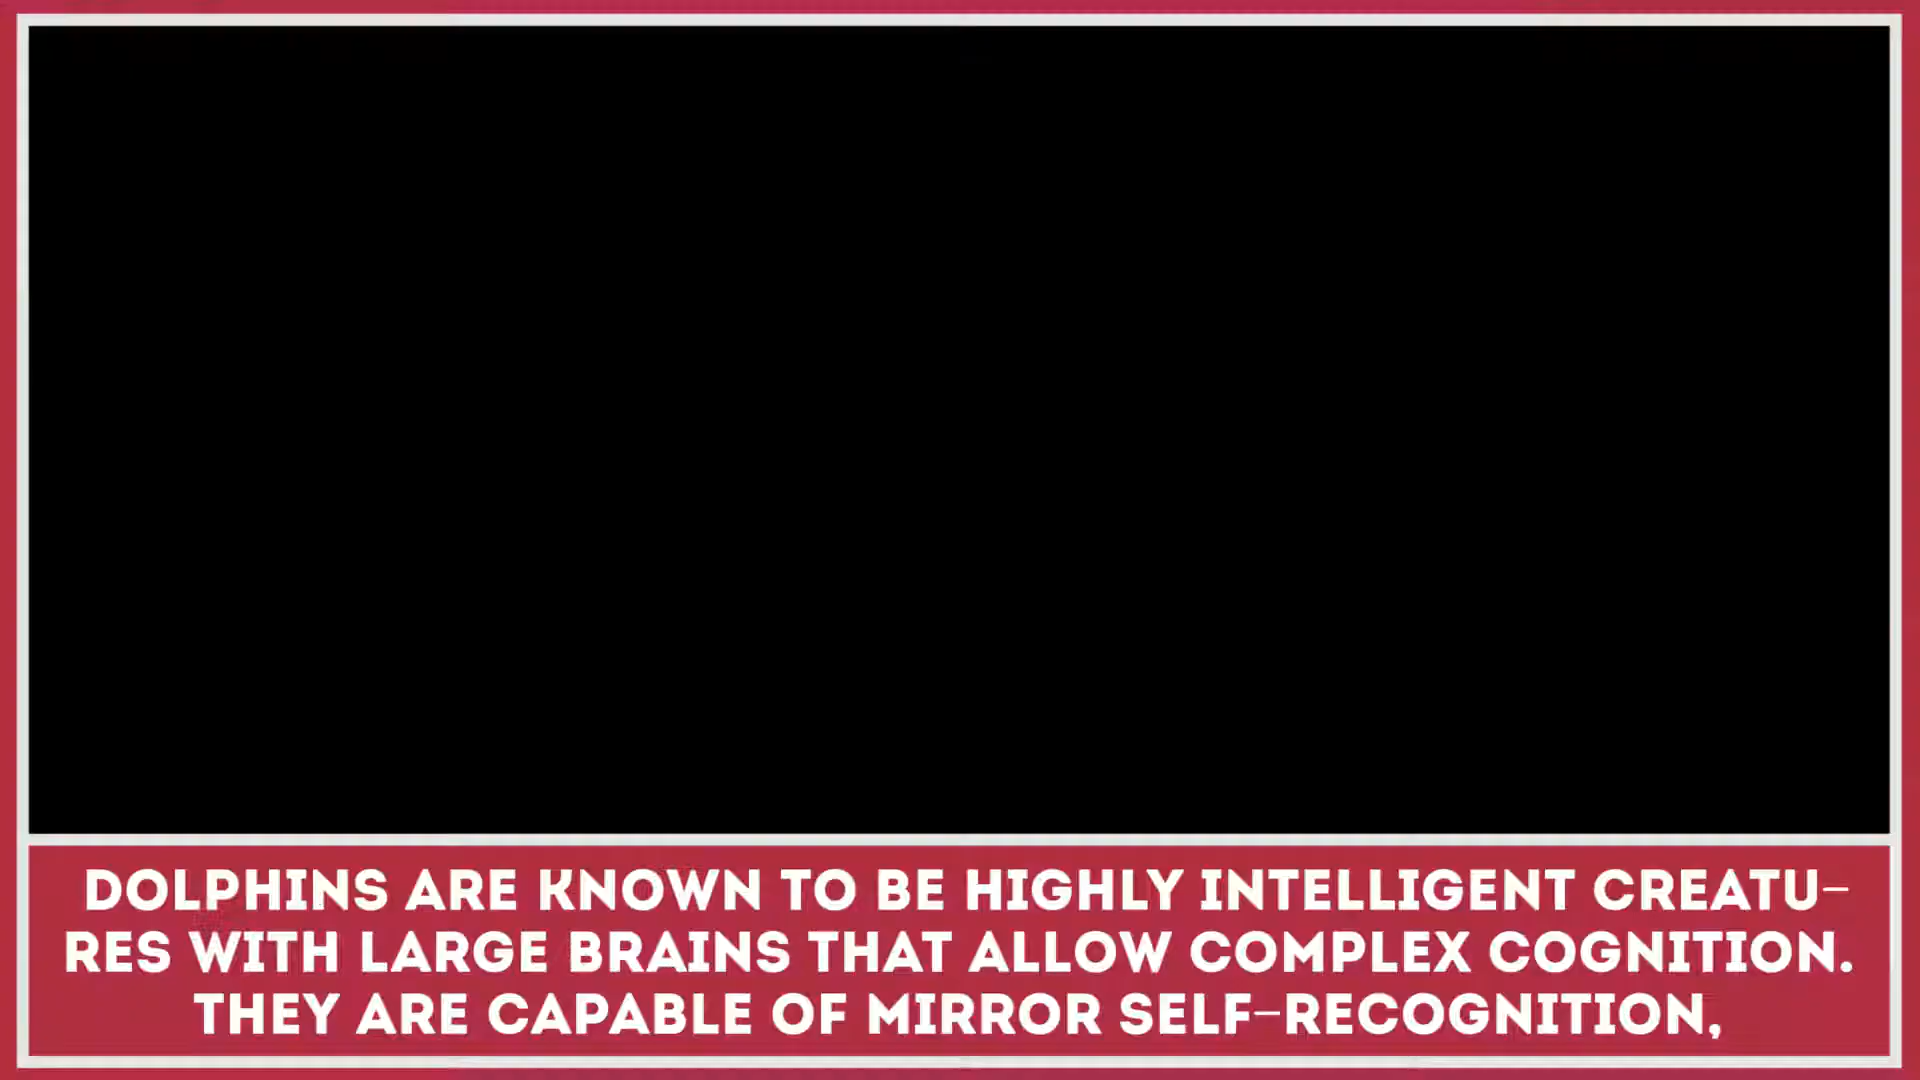 DOLPHINS ARE KNOWN TO BE HIGHLY INTELLIGENT CREATU-
RES WITH LARGE BRAINS THAT ALLOW COMPLEX COGNITION.
THEY ARE CAPABLE OF MIRROR SELF-RECOGNITION,